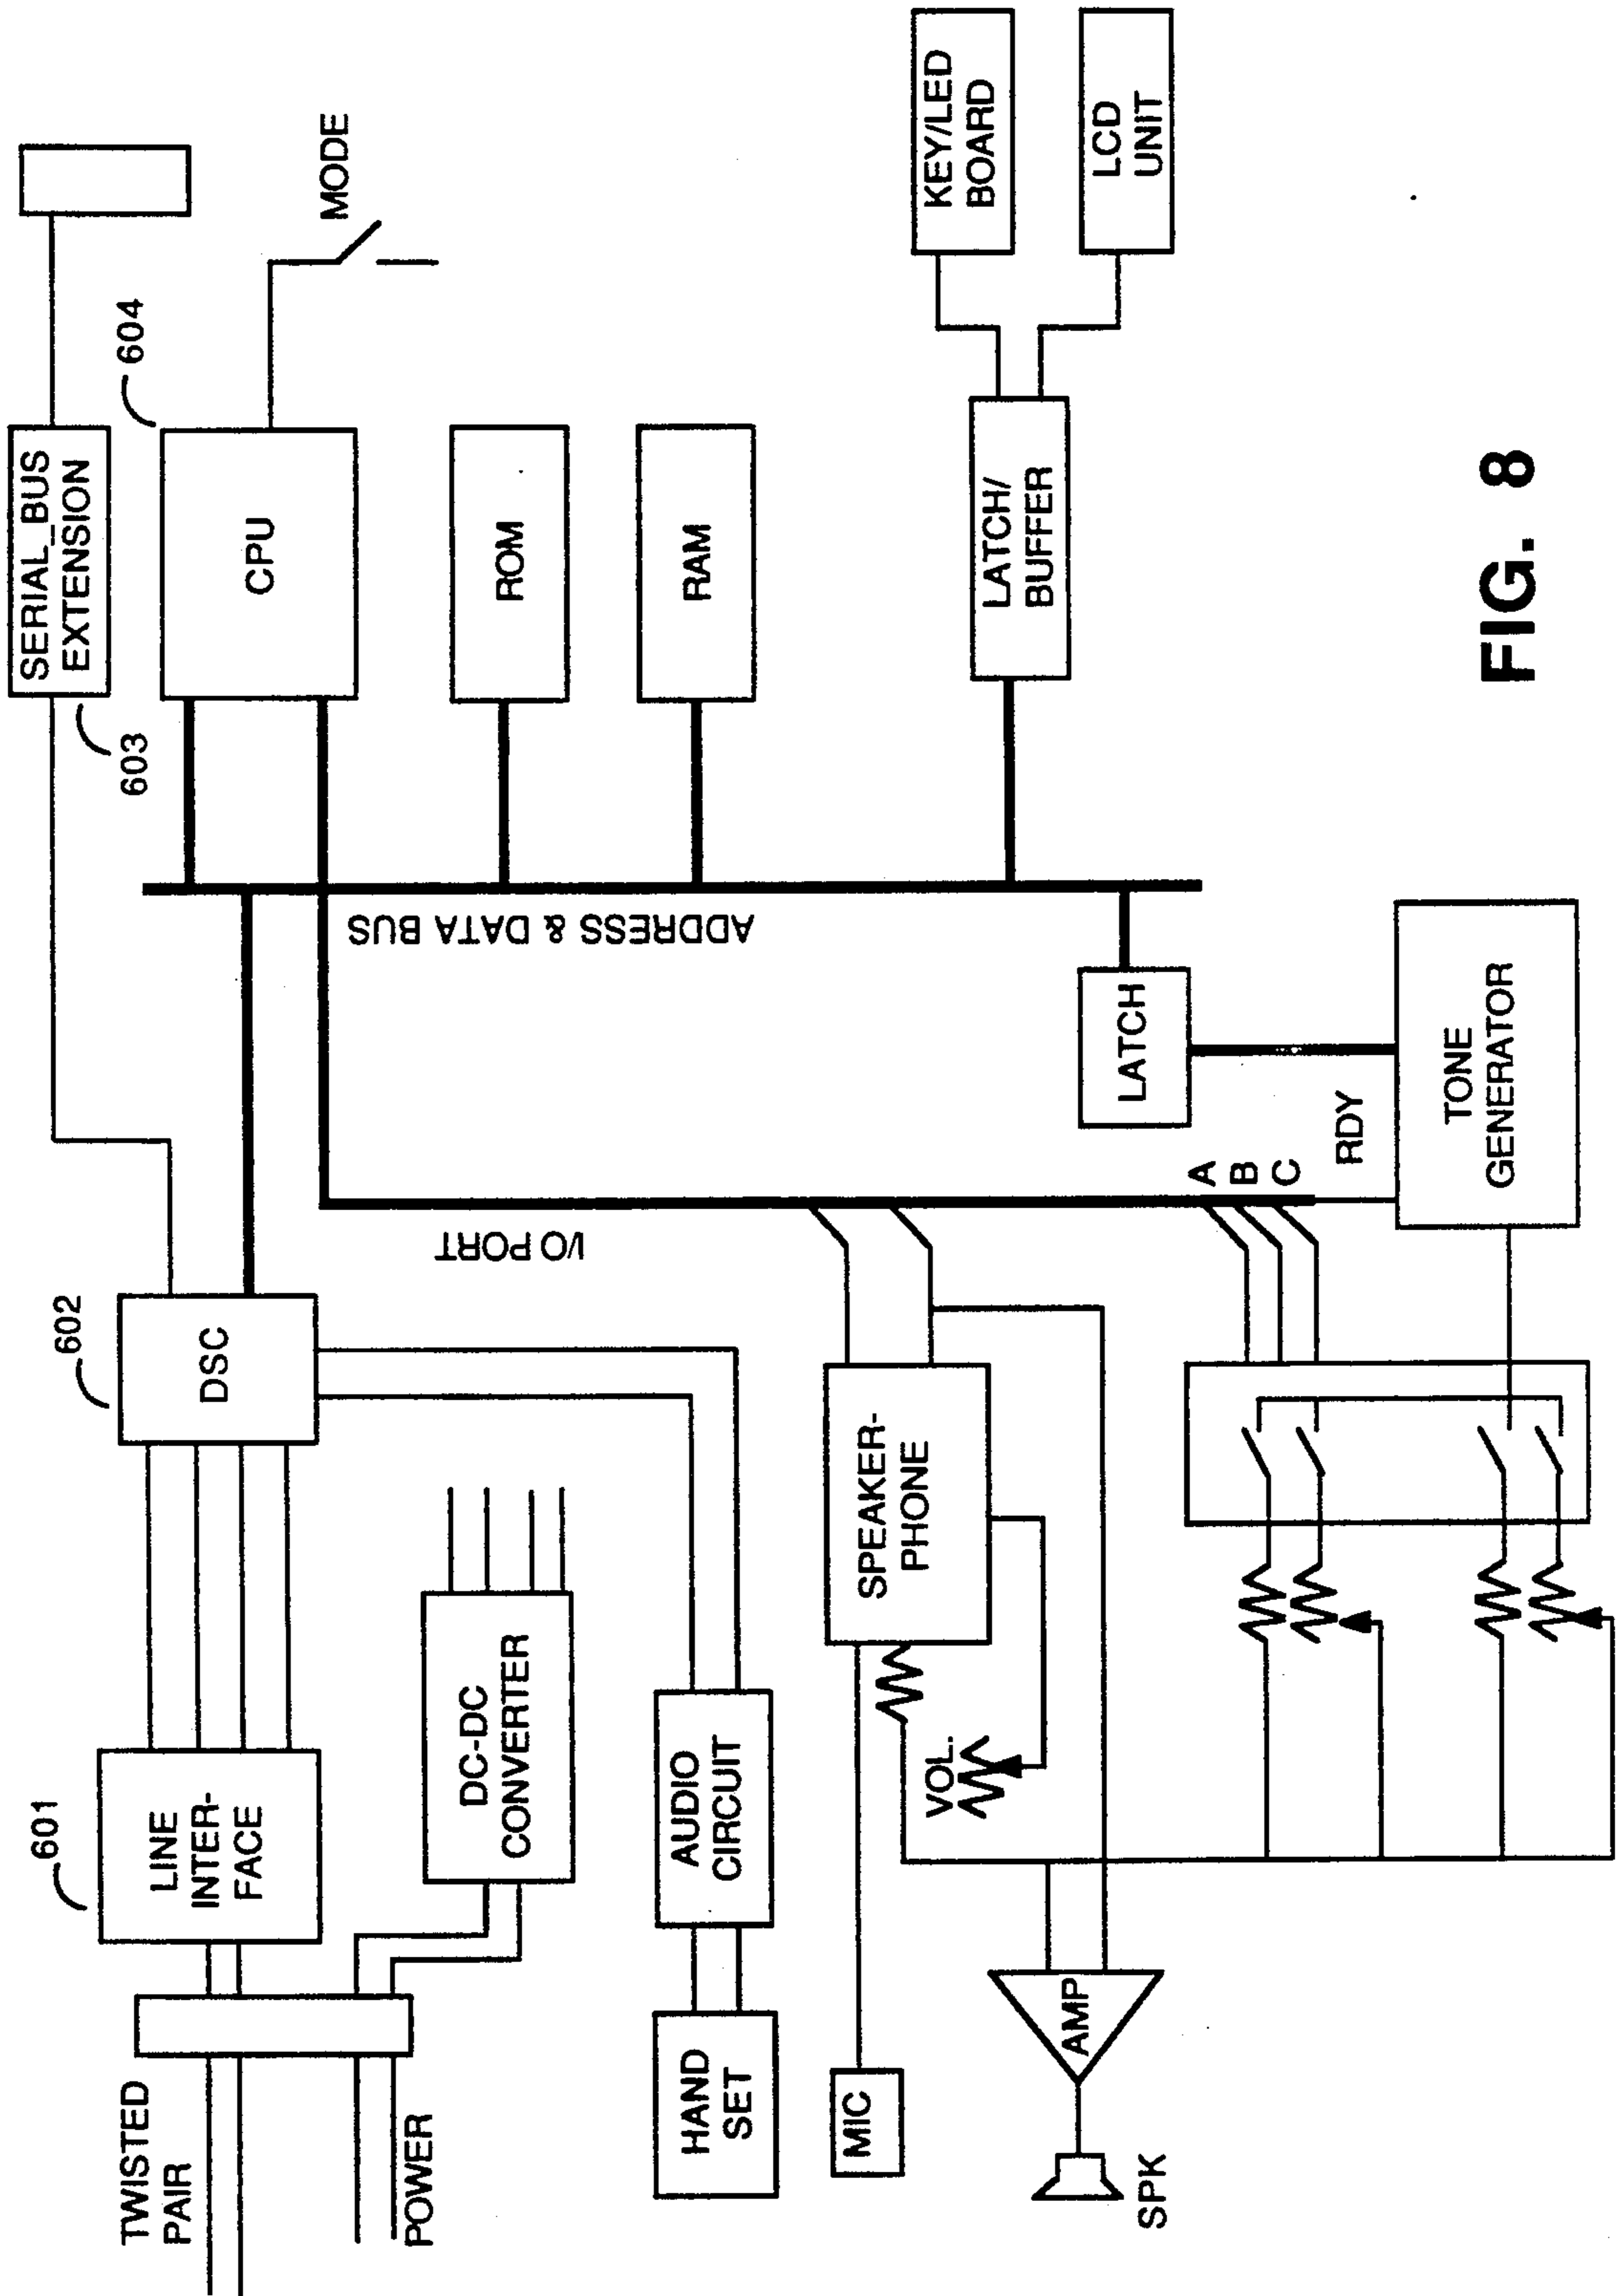 TWISTED
PAIR
POWER
601
LINE
INTER-
FACE
602
DSC
603
SERIAL_BUS
EXTENSION
604
CPU
MODE
DC-DC
CONVERTER
I/O PORT
ADDRESS & DATA BUS
ROM
RAM
HAND
SET
AUDIO
CIRCUIT
MIC
SPEAKER-
PHONE
VOL.
AMP
SPK
A
B
C
RDY
LATCH
TONE
GENERATOR
LATCH/
BUFFER
KEY/LED
BOARD
LCD
UNIT
FIG. 8